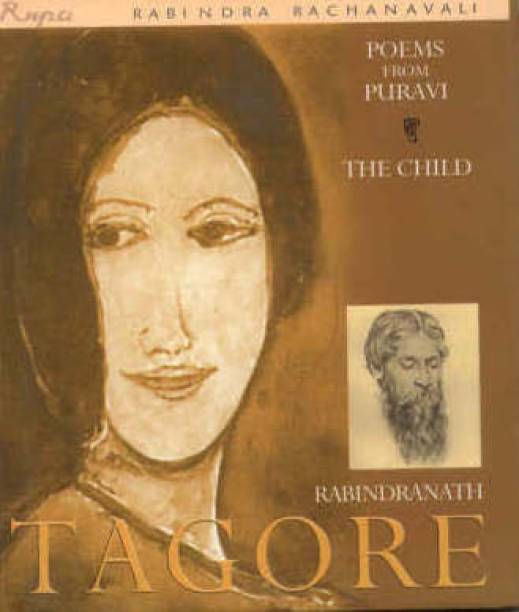 Rupa
RABINDRA RACHANAVALI
POEMS
FROM
PURAVI
THE CHILD
RABINDRANATH
TAGORE